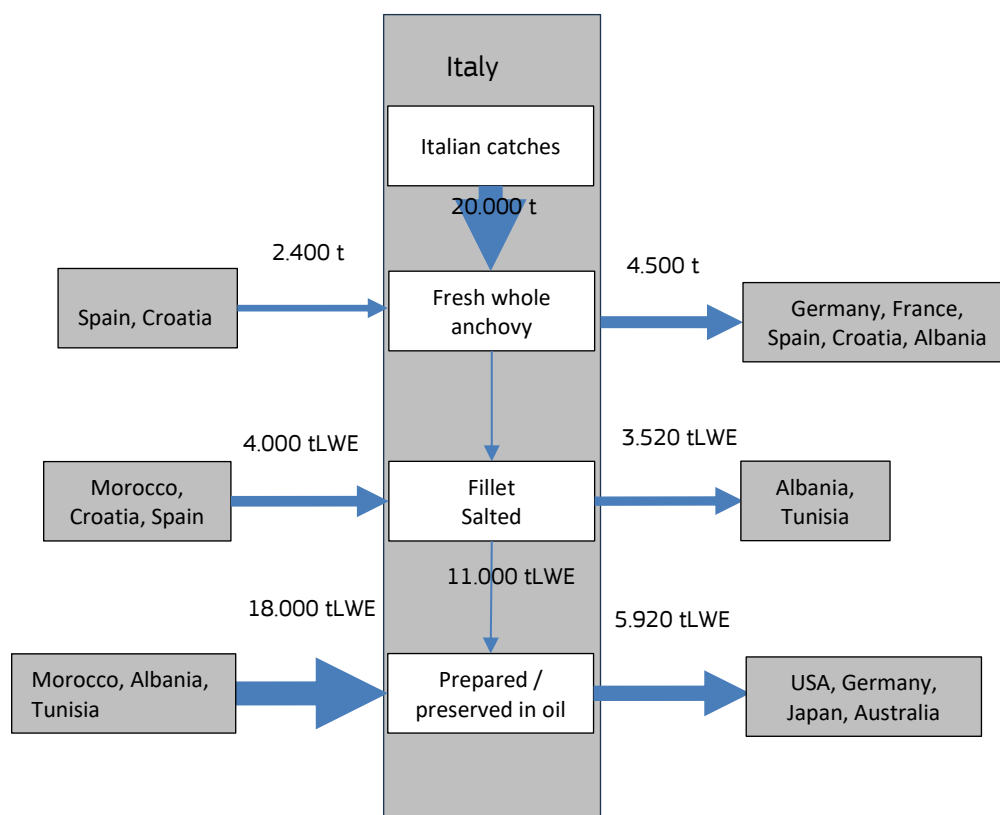 Italy
Italian catches
20.000 t
2.400 t
4.500 t
Spain, Croatia
Fresh whole
anchovy
Germany, France,
Spain, Croatia, Albania
4.000 tLWE
3.520 tLWE
Morocco,
Croatia, Spain
Fillet
Salted
Albania,
Tunisia
11.000 tLWE
18.000 tLWE
5.920 tLWE
Morocco, Albania,
Tunisia
Prepared /
preserved in oil
USA, Germany,
Japan, Australia